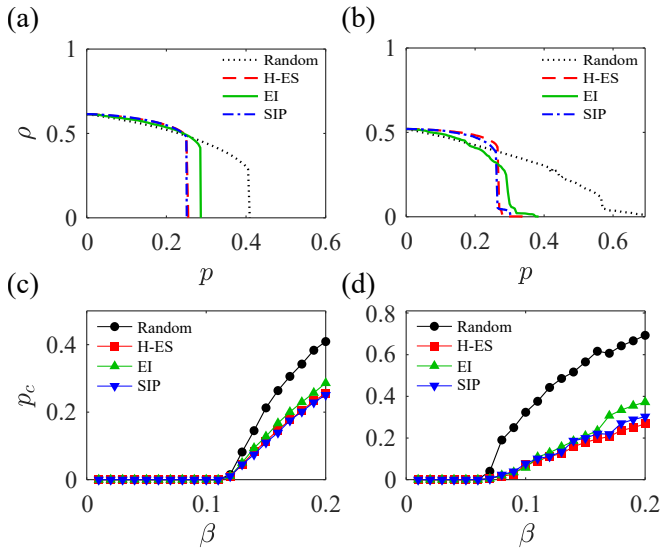 (a)
1
0.5
0
ρ
0
0.2
0.4
0.6
p
Random
H-ES
EI
SIP
(b)
1
0.5
0
0
0.2
0.4
0.6
p
Random
H-ES
EI
SIP
(c)
0.4
0.2
0
p_c
0
0.1
0.2
β
Random
H-ES
EI
SIP
(d)
0.8
0.6
0.4
0.2
0
0
0.1
0.2
β
Random
H-ES
EI
SIP